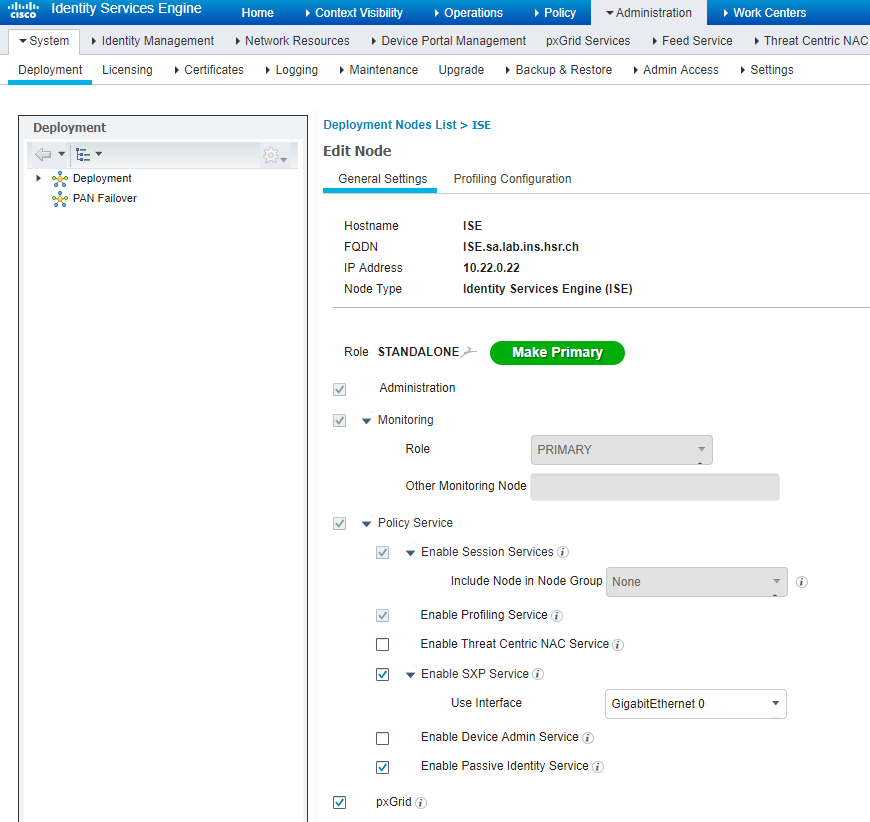 CISCO Identity Services Engine Home Context Visibility Operations Policy Administration Work Centers
System Identity Management Network Resources Device Portal Management pxGrid Services Feed Service Threat Centric NAC
Deployment Licensing Certificates Logging Maintenance Upgrade Backup & Restore Admin Access Settings
Deployment
Deployment
PAN Failover
Deployment Nodes List > ISE
Edit Node
General Settings Profiling Configuration
Hostname ISE
FQDN ISE.sa.lab.ins.hsr.ch
IP Address 10.22.0.22
Node Type Identity Services Engine (ISE)
Role STANDALONE Make Primary
Administration
Monitoring
Role PRIMARY
Other Monitoring Node
Policy Service
Enable Session Services
Include Node in Node Group None
Enable Profiling Service
Enable Threat Centric NAC Service
Enable SXP Service
Use Interface GigabitEthernet 0
Enable Device Admin Service
Enable Passive Identity Service
pxGrid